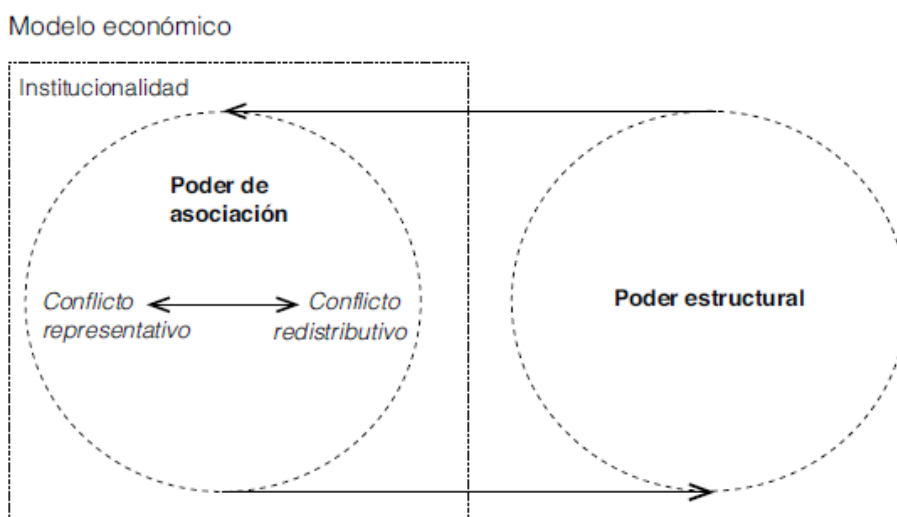 Modelo económico
Institucionalidad
Poder de
asociación
Conflicto
representativo
Conflicto
redistributivo
Poder estructural